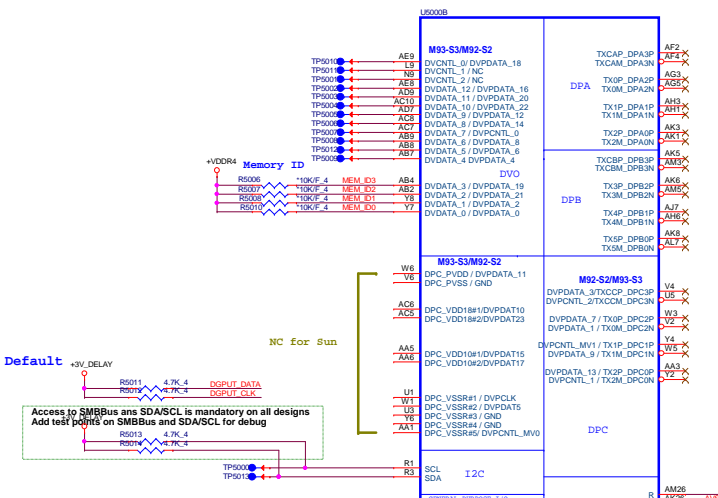 U5000B
M93-S3/M92-S2
TP5010 AE9 DVCNTL_0/ DVPDATA_18
TP5011 L9 DVCNTL_1 / NC
TP5001 N9 DVCNTL_2 / NC
TP5002 AE8 DVDATA_12 / DVPDATA_16
TP5003 AD9 DVDATA_11 / DVPDATA_20
TP5004 AC10 DVDATA_10 / DVPDATA_22
TP5005 AD7 DVDATA_9 / DVPDATA_12
TP5006 AC8 DVDATA_8 / DVPDATA_14
TP5007 AC7 DVDATA_7 / DVPCNTL_0
TP5008 AB9 DVDATA_6 / DVPDATA_8
TP5012 AB8 DVDATA_5 / DVPDATA_6
TP5009 AB7 DVDATA_4 DVPDATA_4
DVO
+VDDR4
Memory ID
R5006 *10K/F_4 MEM_ID3 AB4 DVDATA_3 / DVPDATA_19
R5007 *10K/F_4 MEM_ID2 AB2 DVDATA_2 / DVPDATA_21
R5008 *10K/F_4 MEM_ID1 Y8 DVDATA_1 / DVPDATA_2
R5010 *10K/F_4 MEM_ID0 Y7 DVDATA_0 / DVPDATA_0
TXCAP_DPA3P AF2
TXCAM_DPA3N AF4
DPA
TX0P_DPA2P AG3
TX0M_DPA2N AG5
TX1P_DPA1P AH3
TX1M_DPA1N AH1
TX2P_DPA0P AK3
TX2M_DPA0N AK1
TXCBP_DPB3P AK5
TXCBM_DPB3N AM3
DPB
TX3P_DPB2P AK6
TX3M_DPB2N AM5
TX4P_DPB1P AJ7
TX4M_DPB1N AH6
TX5P_DPB0P AK8
TX5M_DPB0N AL7
M93-S3/M92-S2
W6 DPC_PVDD / DVPDATA_11
V6 DPC_PVSS / GND
AC6 DPC_VDD18#1/DVPDAT10
AC5 DPC_VDD18#2/DVPDAT23
NC for Sun
AA5 DPC_VDD10#1/DVPDAT15
AA6 DPC_VDD10#2/DVPDAT17
U1 DPC_VSSR#1 / DVPCLK
W1 DPC_VSSR#2 / DVPDAT5
U3 DPC_VSSR#3 / GND
Y6 DPC_VSSR#4 / GND
AA1 DPC_VSSR#5/ DVPCNTL_MV0
M92-S2/M93-S3
DVPDATA_3/TXCCP_DPC3P V4
DVPCNTL_2/TXCCM_DPC3N U5
DVPDATA_7 / TX0P_DPC2P W3
DVPDATA_1 / TX0M_DPC2N V2
DVPCNTL_MV1 / TX1P_DPC1P Y4
DVPDATA_9 / TX1M_DPC1N W5
DVPDATA_13 / TX2P_DPC0P AA3
DVPCNTL_1 / TX2M_DPC0N Y2
DPC
Default
+3V_DELAY
R5011 4.7K_4 DGPUT_DATA
R5012 4.7K_4 DGPUT_CLK
Access to SMBBus ans SDA/SCL is mandatory on all designs
Add test points on SMBBus and SDA/SCL for debug
+3V_DELAY
R5013 4.7K_4
R5014 4.7K_4
TP5000 R1 SCL
TP5013 R3 SDA
I2C
R AM26